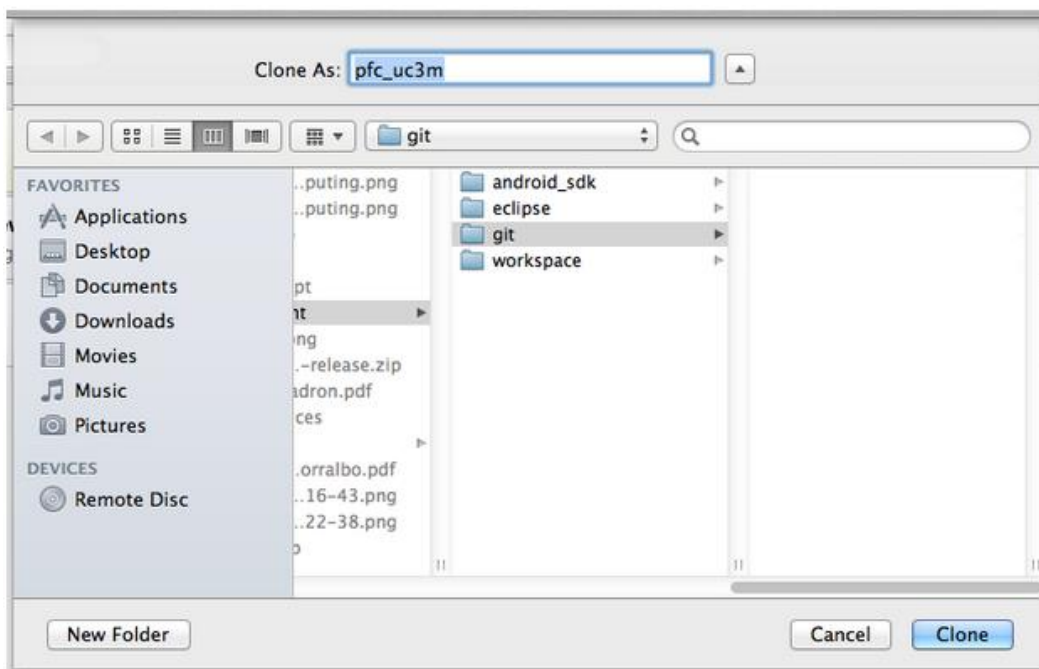 Clone As: pfc_uc3m
git
FAVORITES
Applications
Desktop
Documents
Downloads
Movies
Music
Pictures
DEVICES
Remote Disc
..puting.png
..puting.png
pt
nt
ng
.-release.zip
adron.pdf
ces
.orralbo.pdf
..16-43.png
..22-38.png
android_sdk
eclipse
git
workspace
New Folder
Cancel
Clone